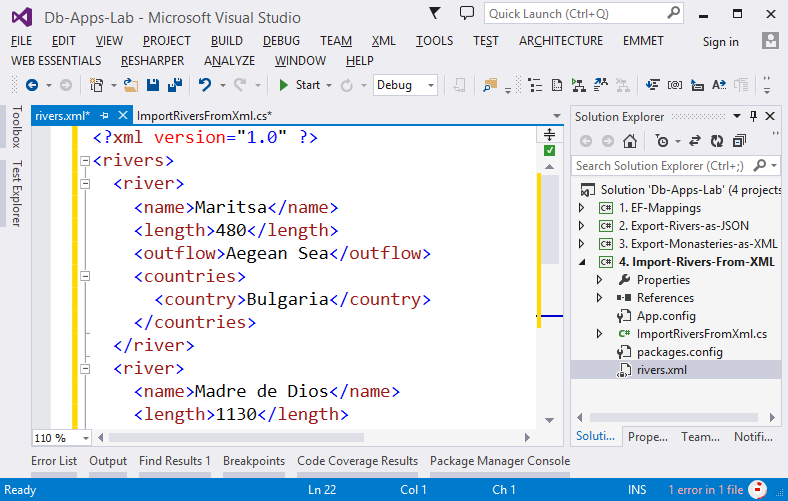 Db-Apps-Lab - Microsoft Visual Studio
Quick Launch (Ctrl+Q)
FILE EDIT VIEW PROJECT BUILD DEBUG TEAM XML TOOLS TEST ARCHITECTURE EMMET Sign in
WEB ESSENTIALS RESHARPER ANALYZE WINDOW HELP
Start Debug
Toolbox
Test Explorer
rivers.xml* ImportRiversFromXml.cs*
<?xml version="1.0" ?>
<rivers>
<river>
<name>Maritsa</name>
<length>480</length>
<outflow>Aegean Sea</outflow>
<countries>
<country>Bulgaria</country>
</countries>
</river>
<river>
<name>Madre de Dios</name>
<length>1130</length>
110 %
Solution Explorer
Search Solution Explorer (Ctrl+;)
Solution 'Db-Apps-Lab' (4 projects
C# 1. EF-Mappings
C# 2. Export-Rivers-as-JSON
C# 3. Export-Monasteries-as-XML
C# 4. Import-Rivers-From-XML
Properties
References
App.config
C# ImportRiversFromXml.cs
packages.config
rivers.xml
Soluti... Prope... Team... Notifi...
Error List Output Find Results 1 Breakpoints Code Coverage Results Package Manager Console
Ready Ln 22 Col 1 Ch 1 INS 1 error in 1 file